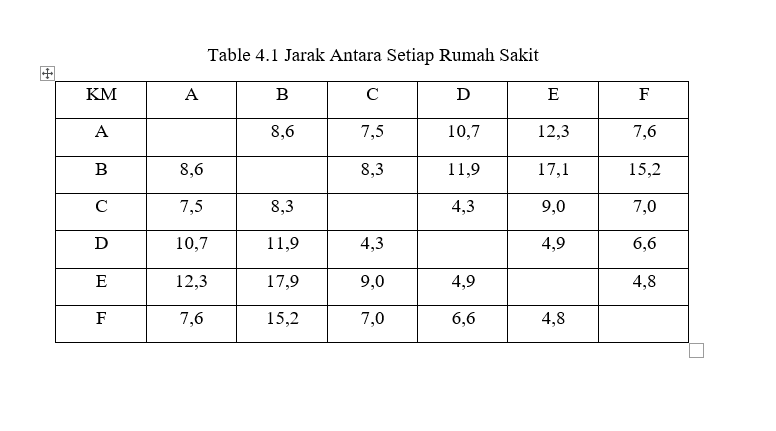 Table 4.1 Jarak Antara Setiap Rumah Sakit
KM A B C D E F
A 8,6 7,5 10,7 12,3 7,6
B 8,6 8,3 11,9 17,1 15,2
C 7,5 8,3 4,3 9,0 7,0
D 10,7 11,9 4,3 4,9 6,6
E 12,3 17,9 9,0 4,9 4,8
F 7,6 15,2 7,0 6,6 4,8